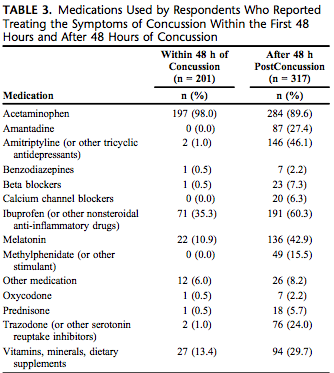 TABLE 3. Medications Used by Respondents Who Reported
Treating the Symptoms of Concussion Within the First 48
Hours and After 48 Hours of Concussion
Within 48 h of After 48 h
Concussion PostConcussion
(n = 201) (n = 317)
Medication n (%) n (%)
Acetaminophen 197 (98.0) 284 (89.6)
Amantadine 0 (0.0) 87 (27.4)
Amitriptyline (or other tricyclic 2 (1.0) 146 (46.1)
antidepressants)
Benzodiazepines 1 (0.5) 7 (2.2)
Beta blockers 1 (0.5) 23 (7.3)
Calcium channel blockers 0 (0.0) 20 (6.3)
Ibuprofen (or other nonsteroidal 71 (35.3) 191 (60.3)
anti-inflammatory drugs)
Melatonin 22 (10.9) 136 (42.9)
Methylphenidate (or other 0 (0.0) 49 (15.5)
stimulant)
Other medication 12 (6.0) 26 (8.2)
Oxycodone 1 (0.5) 7 (2.2)
Prednisone 1 (0.5) 18 (5.7)
Trazodone (or other serotonin 2 (1.0) 76 (24.0)
reuptake inhibitors)
Vitamins, minerals, dietary 27 (13.4) 94 (29.7)
supplements